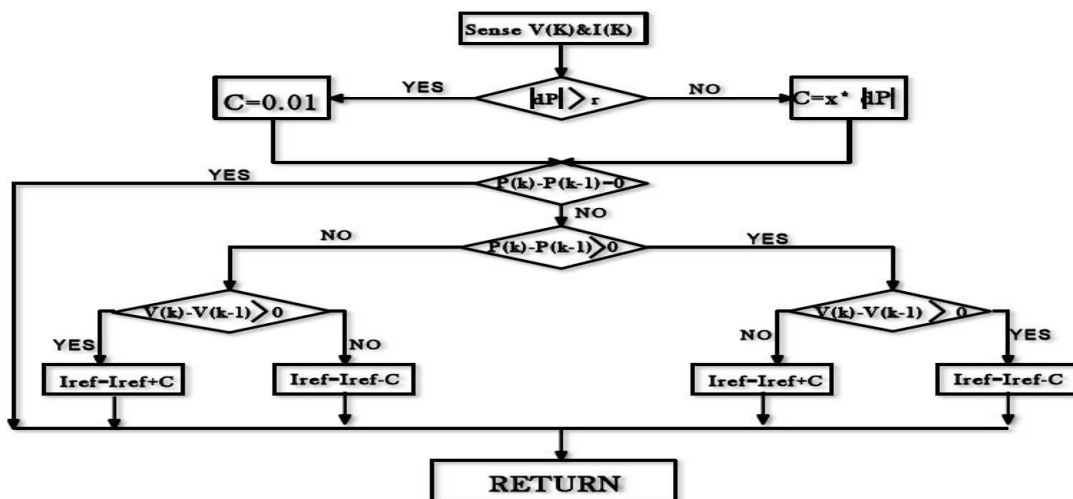 Sense V(K)&I(K)
YES
|dP|>r
NO
C=0.01
C=x* |dP|
YES
P(k)-P(k-1)=0
NO
NO
P(k)-P(k-1)>0
YES
V(k)-V(k-1)>0
V(k)-V(k-1) > 0
YES
NO
NO
YES
Iref=Iref+C
Iref=Iref-C
Iref=Iref+C
Iref=Iref-C
RETURN